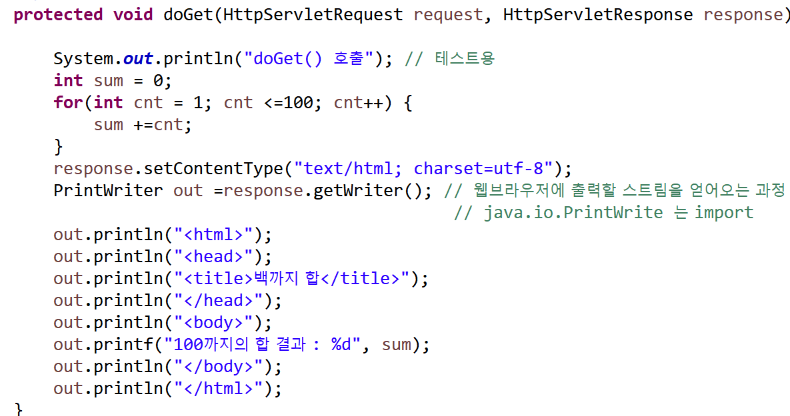 protected void doGet(HttpServletRequest request, HttpServletResponse response)
System.out.println("doGet() 호출"); // 테스트용
int sum = 0;
for(int cnt = 1; cnt <=100; cnt++) {
sum +=cnt;
}
response.setContentType("text/html; charset=utf-8");
PrintWriter out =response.getWriter(); // 웹브라우저에 출력할 스트림을 얻어오는 과정
// java.io.PrintWrite 는 import
out.println("<html>");
out.println("<head>");
out.println("<title>백까지 합</title>");
out.println("</head>");
out.println("<body>");
out.printf("100까지의 합 결과 : %d", sum);
out.println("</body>");
out.println("</html>");
}